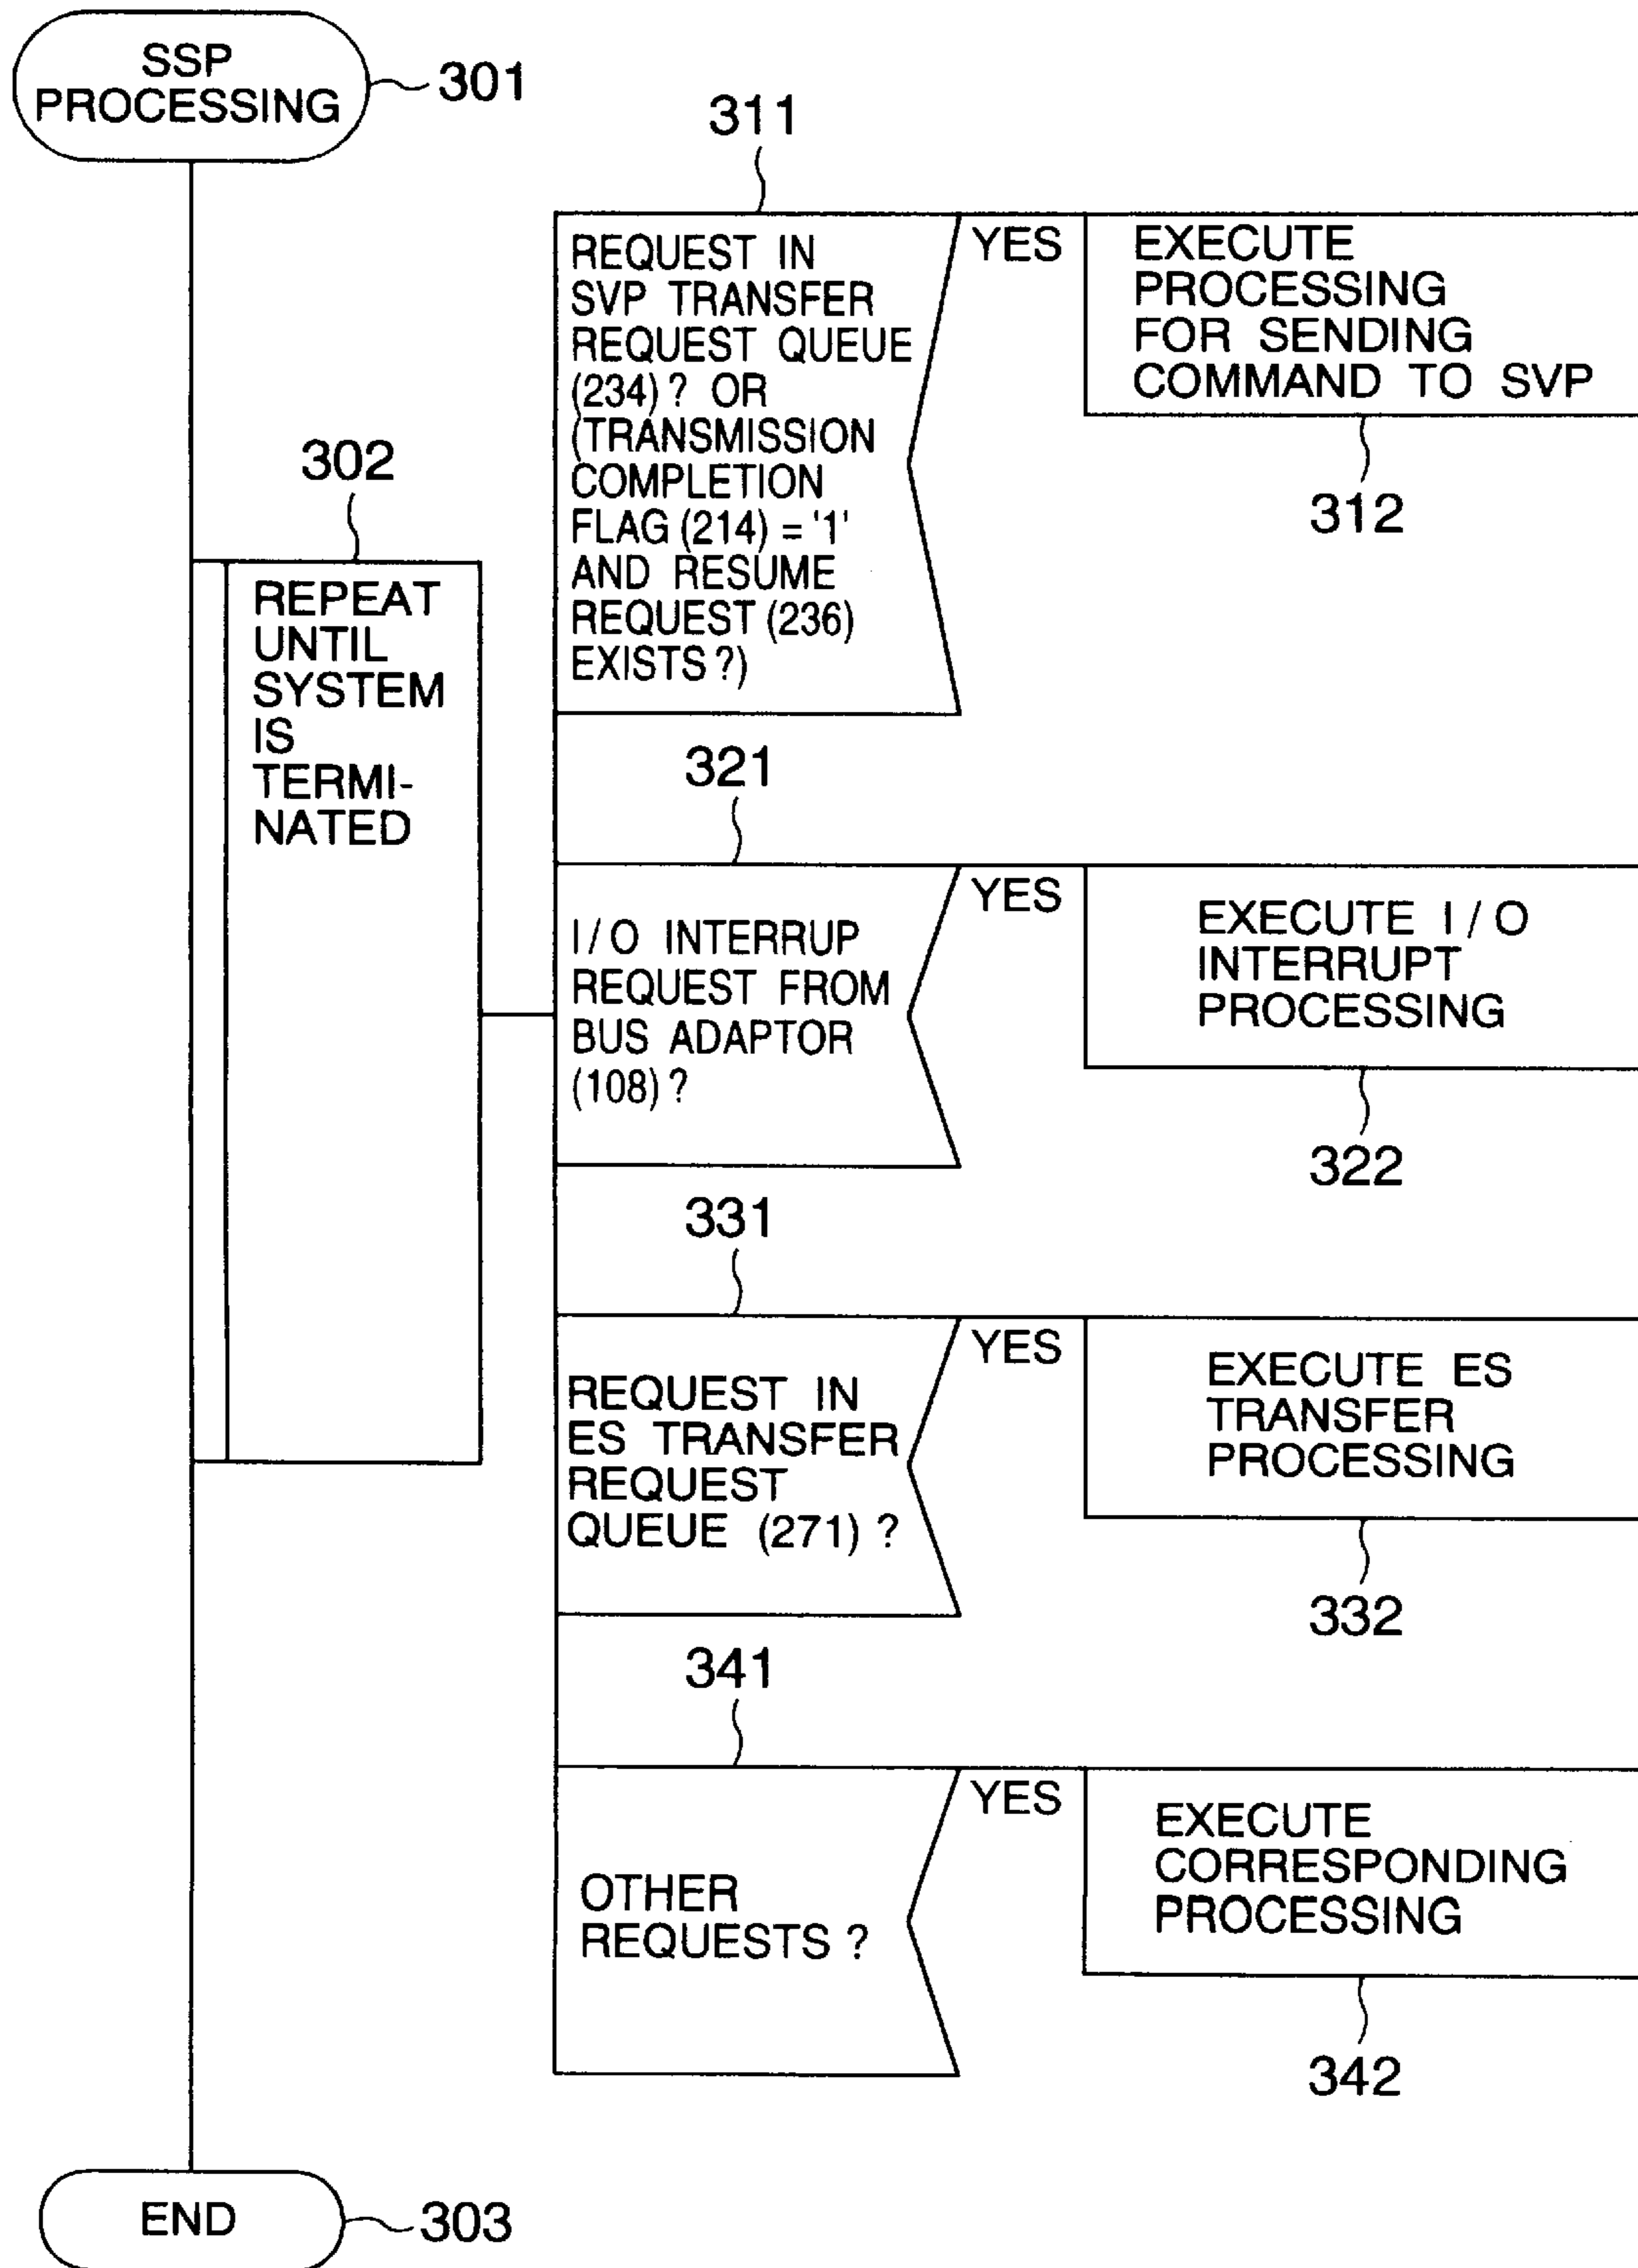 SSP
PROCESSING
301
302
REPEAT
UNTIL
SYSTEM
IS
TERMI-
NATED
311
REQUEST IN
SVP TRANSFER
REQUEST QUEUE
(234) ? OR
(TRANSMISSION
COMPLETION
FLAG (214) = '1'
AND RESUME
REQUEST (236)
EXISTS ?)
YES
EXECUTE
PROCESSING
FOR SENDING
COMMAND TO SVP
312
321
I/O INTERRUP
REQUEST FROM
BUS ADAPTOR
(108) ?
YES
EXECUTE I/O
INTERRUPT
PROCESSING
322
331
REQUEST IN
ES TRANSFER
REQUEST
QUEUE (271) ?
YES
EXECUTE ES
TRANSFER
PROCESSING
332
341
OTHER
REQUESTS ?
YES
EXECUTE
CORRESPONDING
PROCESSING
342
END
303